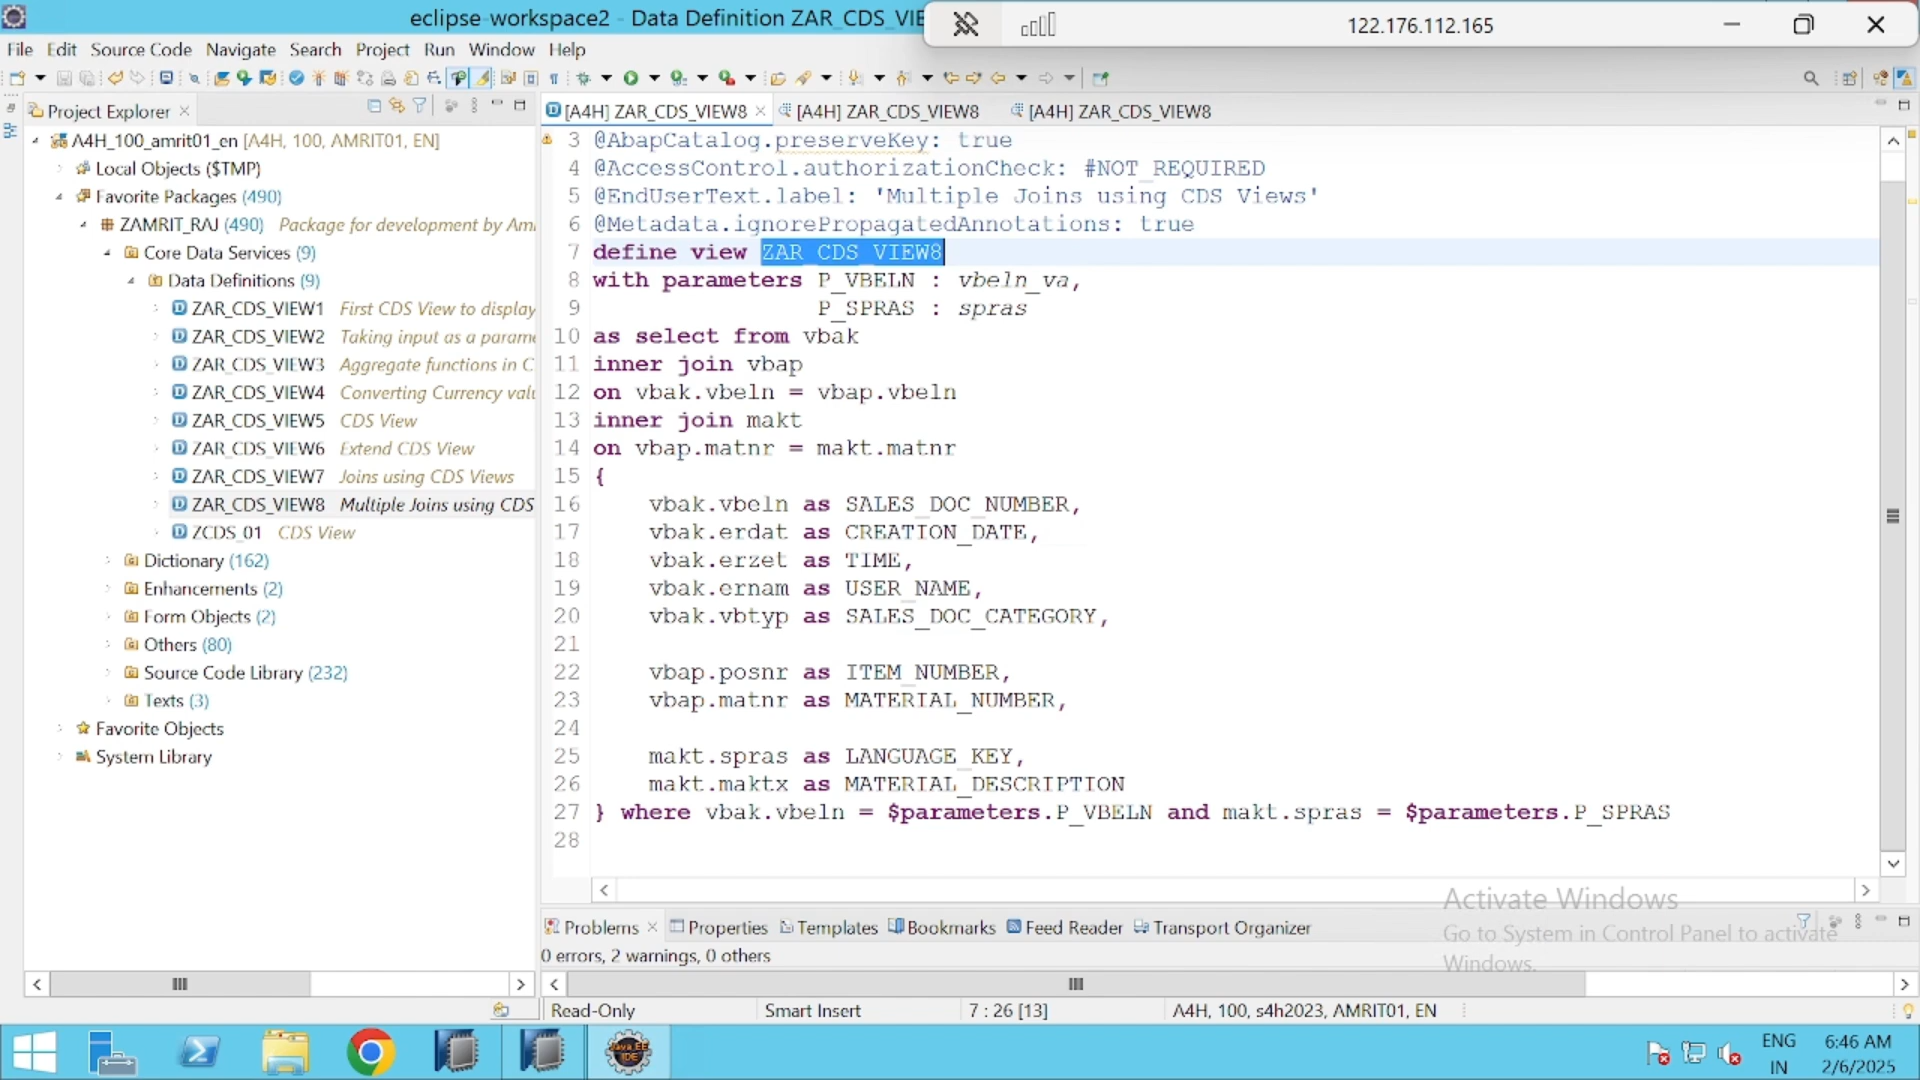 eclipse-workspace2 - Data Definition ZAR_CDS_VIE
122.176.112.165
File Edit Source Code Navigate Search Project Run Window Help
Project Explorer
[A4H] ZAR_CDS_VIEW8
[A4H] ZAR_CDS_VIEW8
[A4H] ZAR_CDS_VIEW8
A4H_100_amrit01_en [A4H, 100, AMRIT01, EN]
Local Objects ($TMP)
Favorite Packages (490)
ZAMRIT_RAJ (490) Package for development by Am
Core Data Services (9)
Data Definitions (9)
ZAR_CDS_VIEW1 First CDS View to display
ZAR_CDS_VIEW2 Taking input as a param
ZAR_CDS_VIEW3 Aggregate functions in C
ZAR_CDS_VIEW4 Converting Currency val
ZAR_CDS_VIEW5 CDS View
ZAR_CDS_VIEW6 Extend CDS View
ZAR_CDS_VIEW7 Joins using CDS Views
ZAR_CDS_VIEW8 Multiple Joins using CDS
ZCDS_01 CDS View
Dictionary (162)
Enhancements (2)
Form Objects (2)
Others (80)
Source Code Library (232)
Texts (3)
Favorite Objects
System Library
3 @AbapCatalog.preserveKey: true
4 @AccessControl.authorizationCheck: #NOT_REQUIRED
5 @EndUserText.label: 'Multiple Joins using CDS Views'
6 @Metadata.ignorePropagatedAnnotations: true
7 define view ZAR_CDS_VIEW8
8 with parameters P_VBELN : vbeln_va,
9 P_SPRAS : spras
10 as select from vbak
11 inner join vbap
12 on vbak.vbeln = vbap.vbeln
13 inner join makt
14 on vbap.matnr = makt.matnr
15 {
16 vbak.vbeln as SALES_DOC_NUMBER,
17 vbak.erdat as CREATION_DATE,
18 vbak.erzet as TIME,
19 vbak.ernam as USER_NAME,
20 vbak.vbtyp as SALES_DOC_CATEGORY,
21
22 vbap.posnr as ITEM_NUMBER,
23 vbap.matnr as MATERIAL_NUMBER,
24
25 makt.spras as LANGUAGE_KEY,
26 makt.maktx as MATERIAL_DESCRIPTION
27 } where vbak.vbeln = $parameters.P_VBELN and makt.spras = $parameters.P_SPRAS
28
Activate Windows
Go to System in Control Panel to activate
Windows.
Problems Properties Templates Bookmarks Feed Reader Transport Organizer
0 errors, 2 warnings, 0 others
Read-Only Smart Insert 7 : 26 [13] A4H, 100, s4h2023, AMRIT01, EN
Java EE
IDE
ENG
IN
6:46 AM
2/6/2025